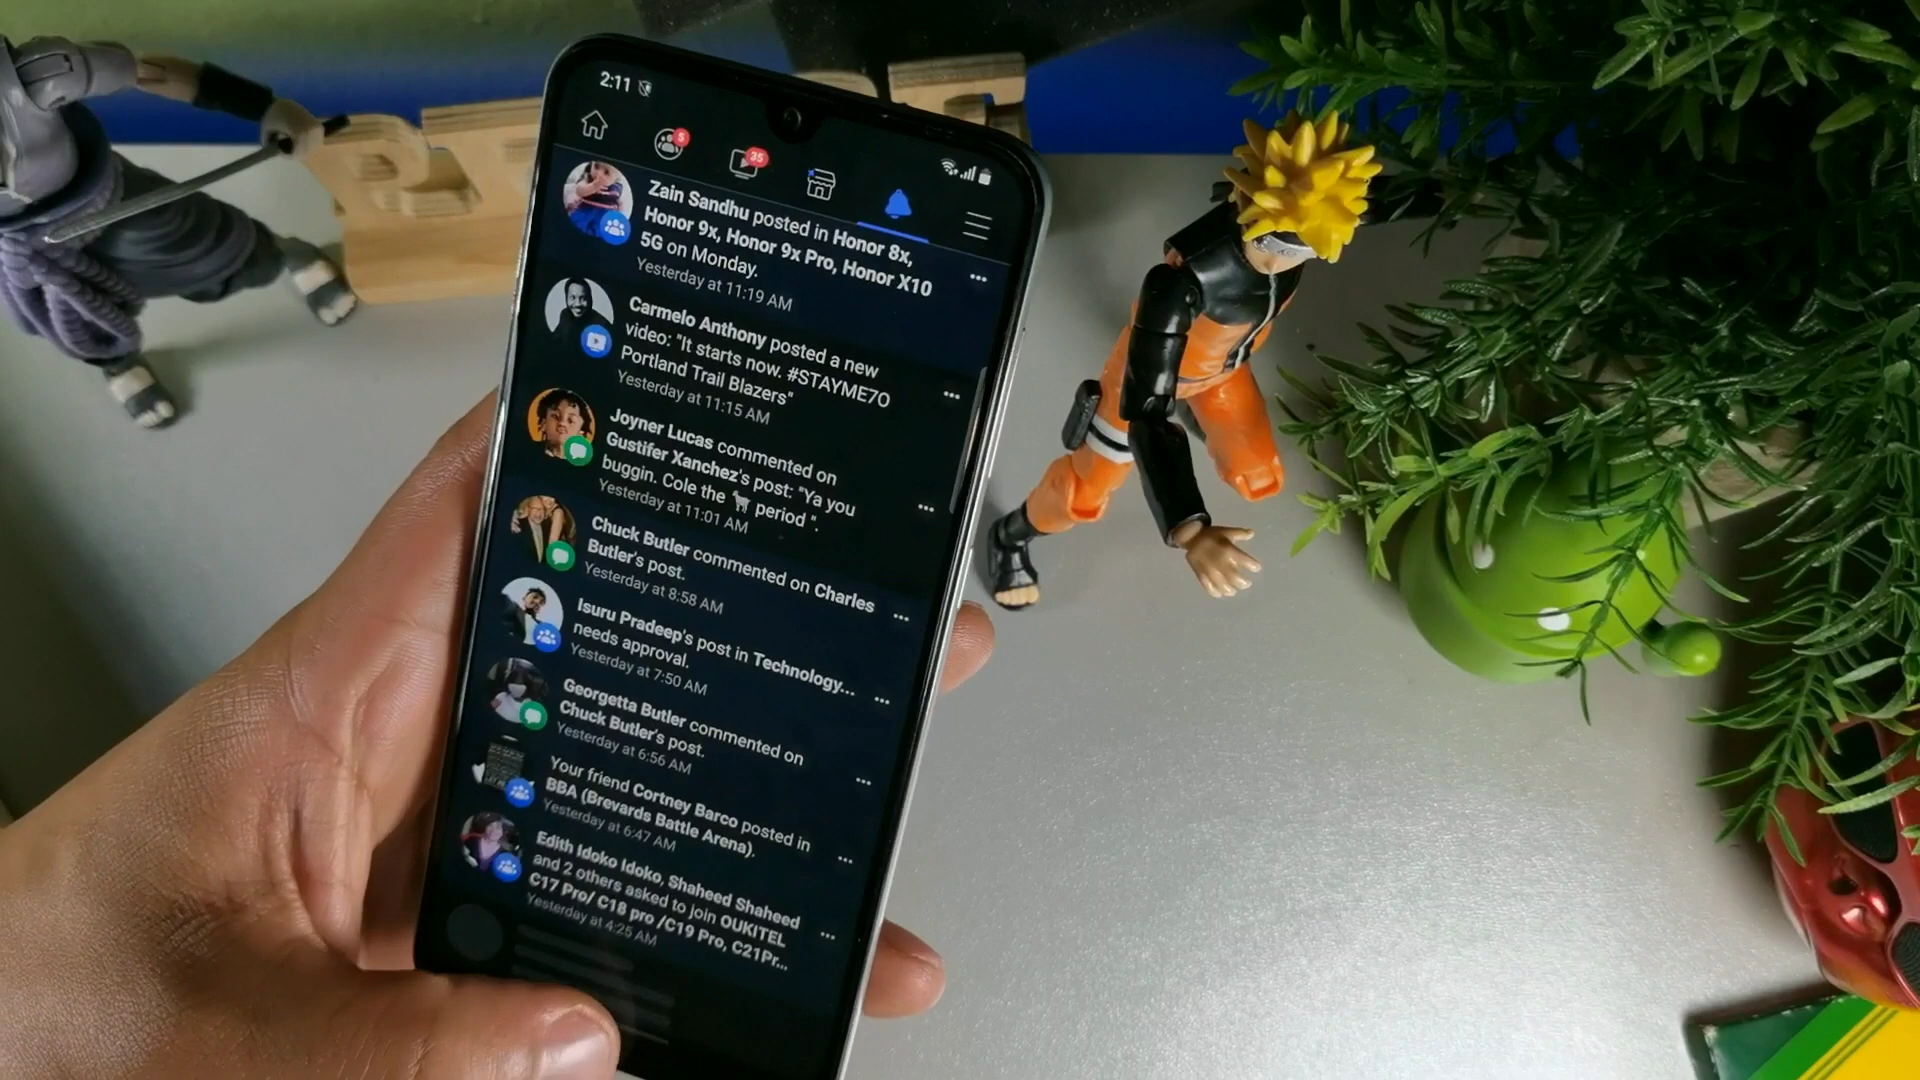 2:11
5
35
Zain Sandhu posted in Honor 8x,
Honor 9x, Honor 9x Pro, Honor X10
5G on Monday.
Yesterday at 11:19 AM
Carmelo Anthony posted a new
video: "It starts now. #STAYME7O
Portland Trail Blazers"
Yesterday at 11:15 AM
Joyner Lucas commented on
Gustifer Xanchez's post: "Ya you
buggin. Cole the 🐐 period ".
Yesterday at 11:01 AM
Chuck Butler commented on Charles
Butler's post.
Yesterday at 8:58 AM
Isuru Pradeep's post in Technology...
needs approval.
Yesterday at 7:50 AM
Georgetta Butler commented on
Chuck Butler's post.
Yesterday at 6:56 AM
Your friend Cortney Barco posted in
BBA (Brevards Battle Arena).
Yesterday at 6:47 AM
Edith Idoko Idoko, Shaheed Shaheed
and 2 others asked to join OUKITEL
C17 Pro/ C18 pro /C19 Pro, C21Pr...
Yesterday at 4:25 AM